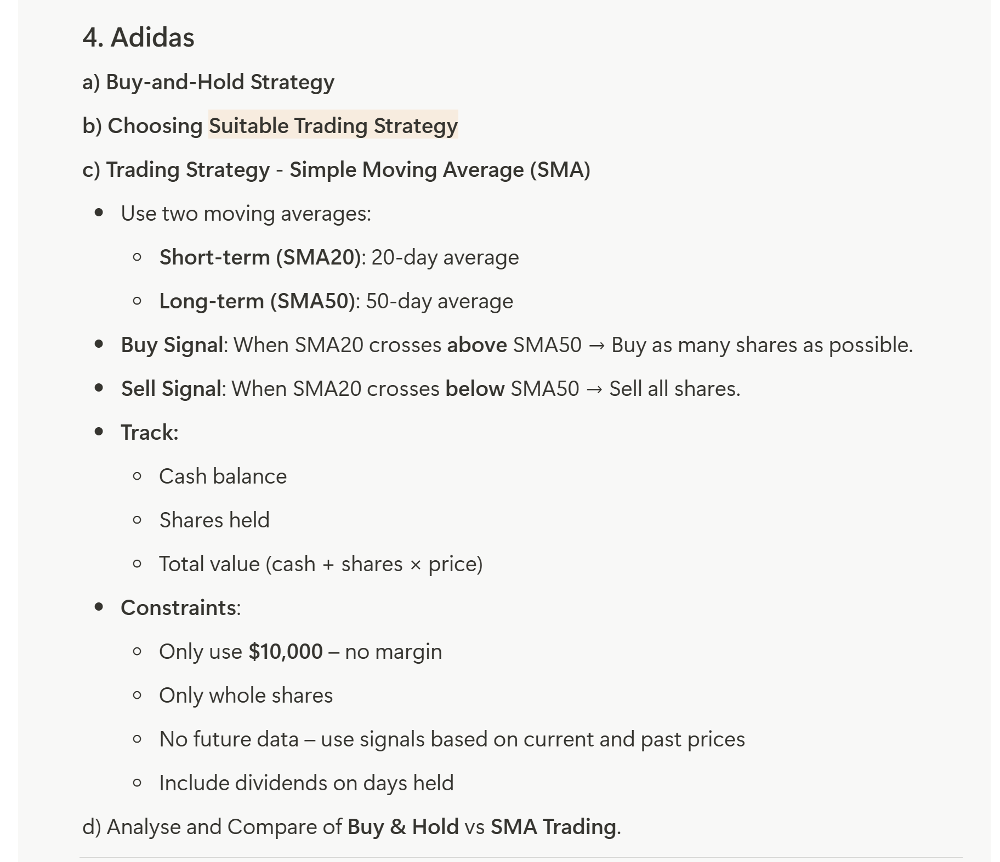 4. Adidas
a) Buy-and-Hold Strategy
b) Choosing Suitable Trading Strategy
c) Trading Strategy - Simple Moving Average (SMA)
• Use two moving averages:
◦ Short-term (SMA20): 20-day average
◦ Long-term (SMA50): 50-day average
• Buy Signal: When SMA20 crosses above SMA50 → Buy as many shares as possible.
• Sell Signal: When SMA20 crosses below SMA50 → Sell all shares.
• Track:
◦ Cash balance
◦ Shares held
◦ Total value (cash + shares × price)
• Constraints:
◦ Only use $10,000 – no margin
◦ Only whole shares
◦ No future data – use signals based on current and past prices
◦ Include dividends on days held
d) Analyse and Compare of Buy & Hold vs SMA Trading.